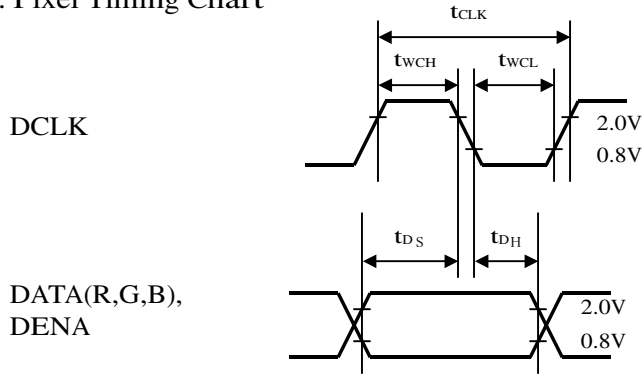 . Pixel Timing Chart
tCLK
tWCH tWCL
DCLK
2.0V
0.8V
tDS tDH
DATA(R,G,B),
DENA
2.0V
0.8V